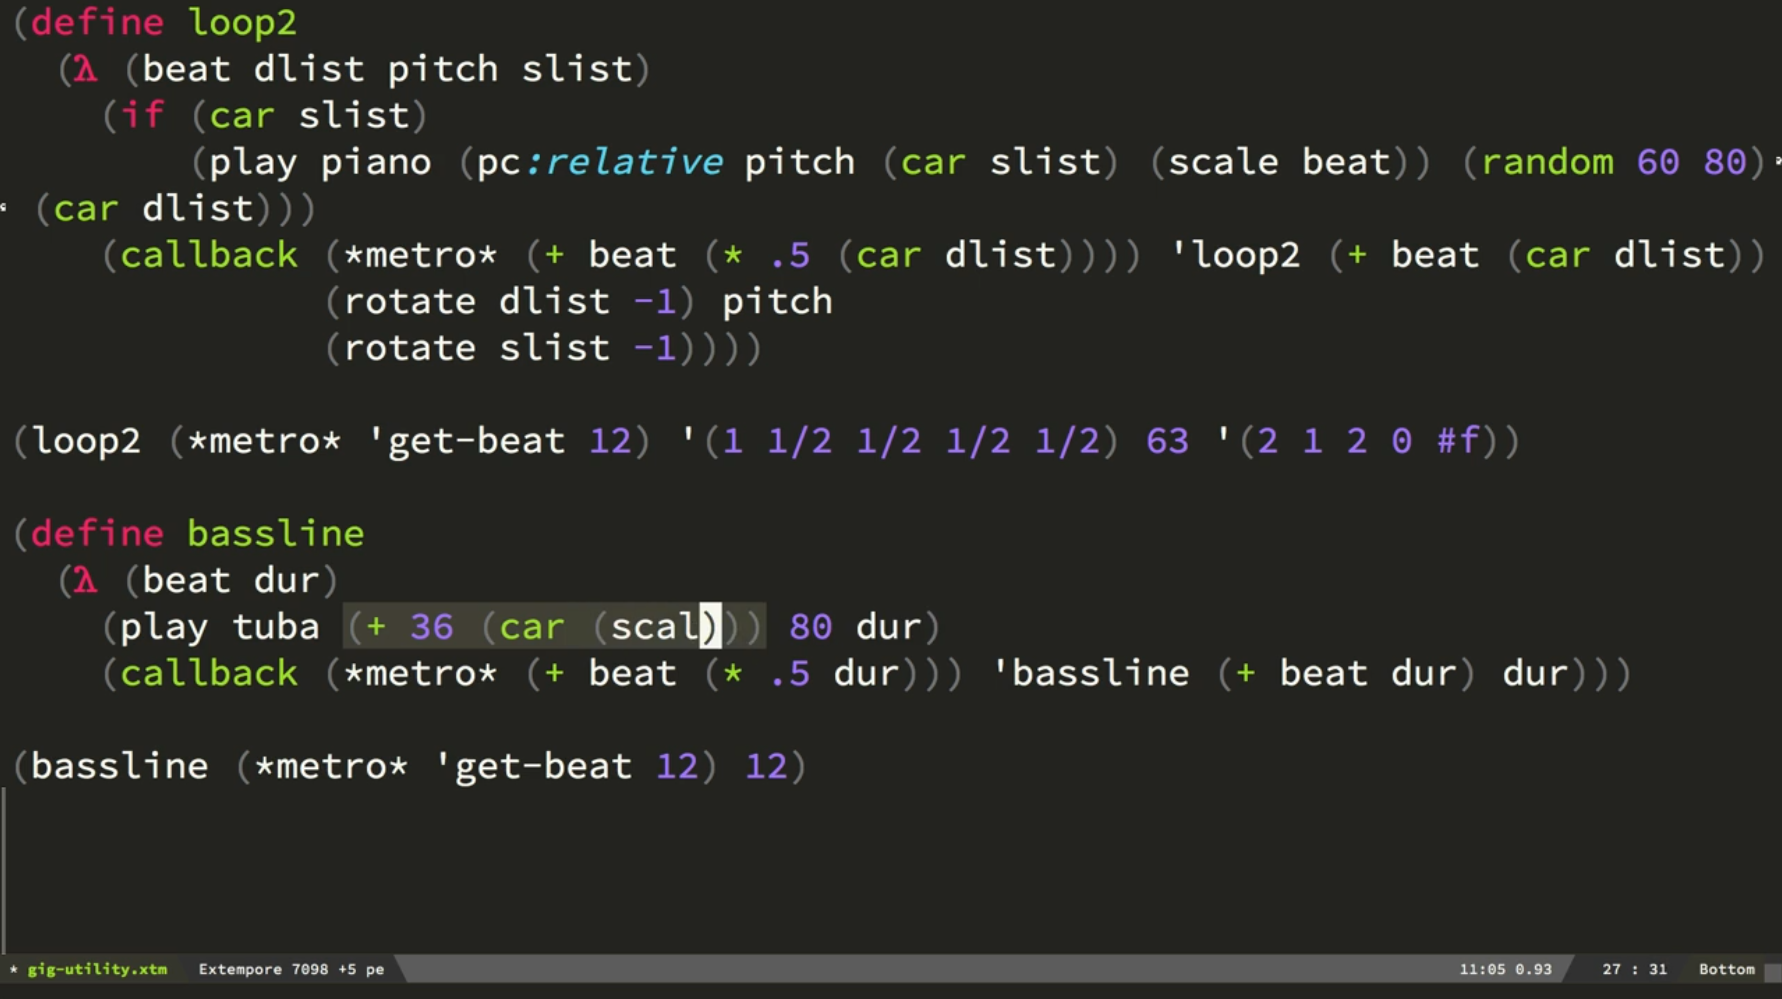 (define loop2
  (λ (beat dlist pitch slist)
    (if (car slist)
        (play piano (pc:relative pitch (car slist) (scale beat)) (random 60 80)
 (car dlist)))
    (callback (*metro* (+ beat (* .5 (car dlist)))) 'loop2 (+ beat (car dlist))
              (rotate dlist -1) pitch
              (rotate slist -1))))
(loop2 (*metro* 'get-beat 12) '(1 1/2 1/2 1/2 1/2) 63 '(2 1 2 0 #f))
(define bassline
  (λ (beat dur)
    (play tuba (+ 36 (car (scal))) 80 dur)
    (callback (*metro* (+ beat (* .5 dur))) 'bassline (+ beat dur) dur)))
(bassline (*metro* 'get-beat 12) 12)
* gig-utility.xtm Extempore 7098 +5 pe 11:05 0.93 27 : 31 Bottom